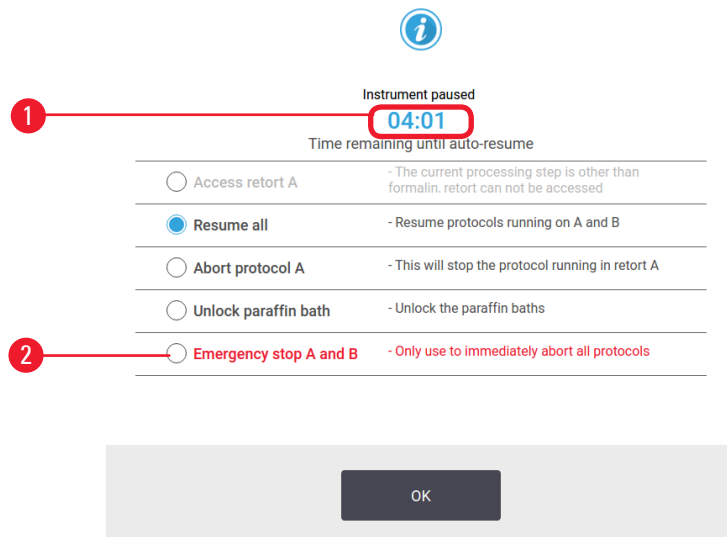 i
Instrument paused
1
04:01
Time remaining until auto-resume
Access retort A
- The current processing step is other than
formalin. retort can not be accessed
Resume all
- Resume protocols running on A and B
Abort protocol A
- This will stop the protocol running in retort A
Unlock paraffin bath
- Unlock the paraffin baths
2
Emergency stop A and B
- Only use to immediately abort all protocols
OK